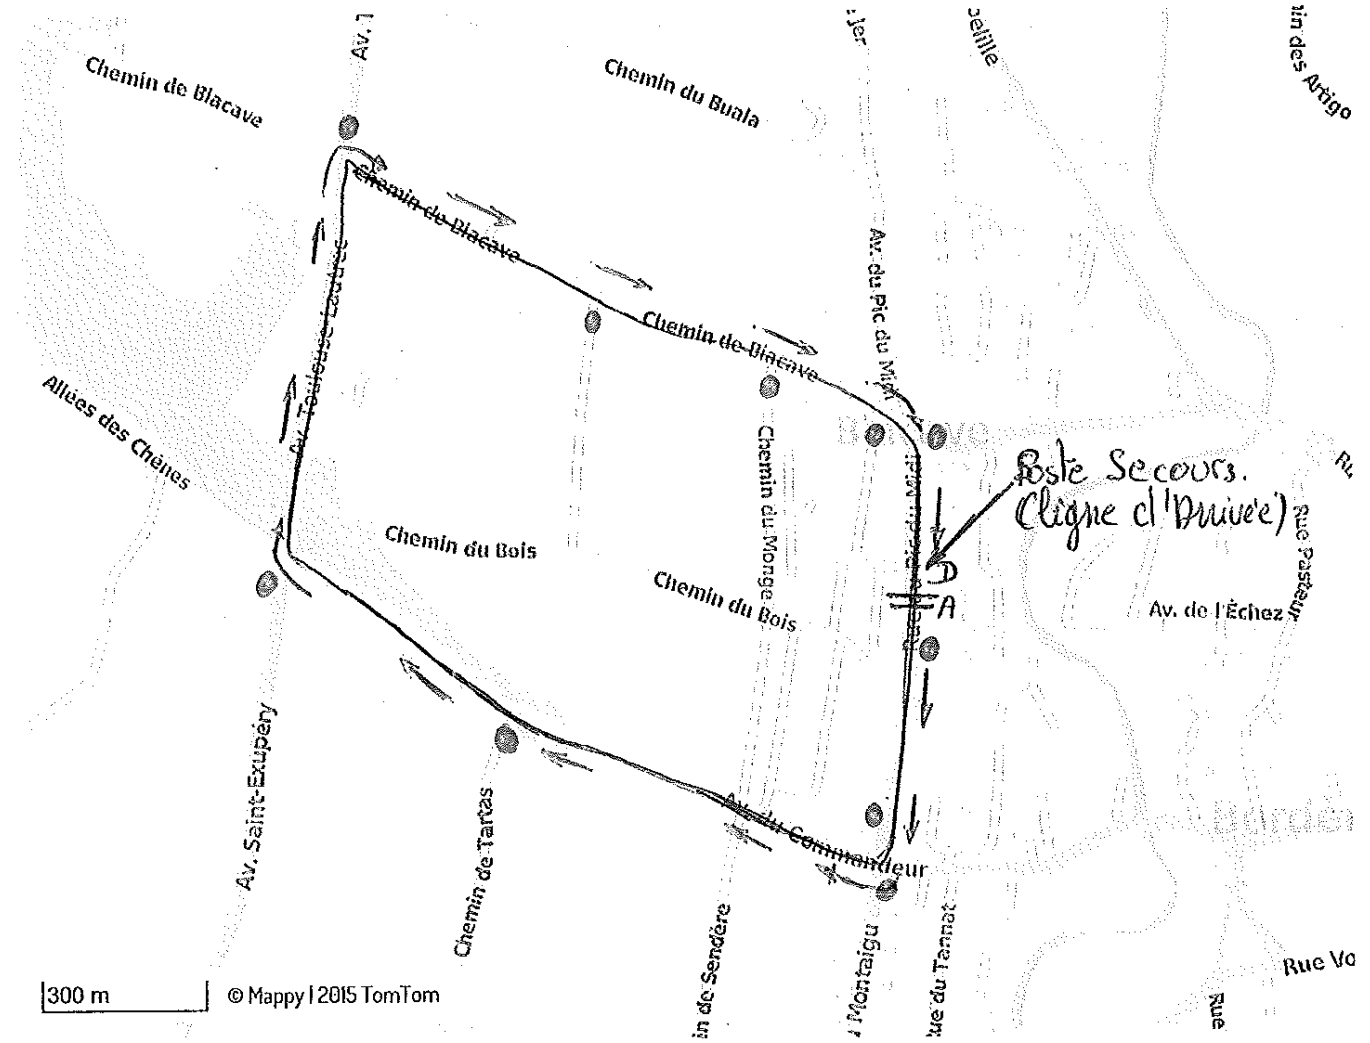 Av. T
Chemin de Blacave
Chemin du Buala
in des Artigo
Chemin de Blacave
Av. Toulouse Lautrec
Av. du Pic du Midi
Chemin de Blacave
Allées des Chênes
Chemin du Monge
Poste Secours.
(ligne d'Arrivée)
Rue Pasteur
Chemin du Bois
Chemin du Bois
D
A
Av. de l'Échez
Av. Saint-Exupéry
Chemin de Tartas
Av. du Commandeur
in de Sendère
Montaigu
ue du Tannat
Rue Vo
Rue
300 m
© Mappy | 2015 TomTom